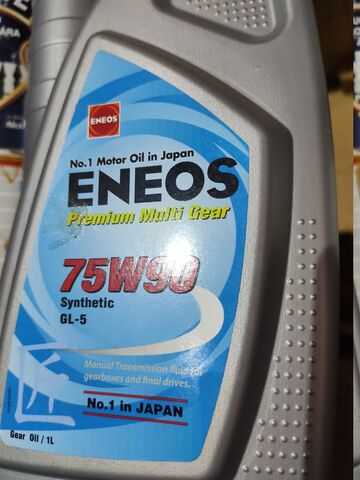 ENEOS
No.1 Motor Oil in Japan
ENEOS
Premium Multi Gear
75W90
Synthetic
GL-5
Manual Transmission fluid for
gearboxes and final drives.
No.1 in JAPAN
Gear Oil / 1L